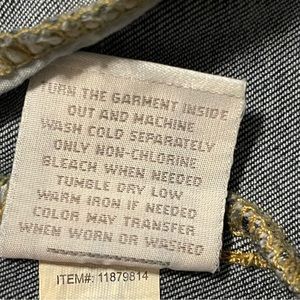 TURN THE GARMENT INSIDE
OUT AND MACHINE
WASH COLD SEPARATELY
ONLY NON-CHLORINE
BLEACH WHEN NEEDED
TUMBLE DRY LOW
WARM IRON IF NEEDED
COLOR MAY TRANSFER
WHEN WORN OR WASHED
ITEM#: 11879814